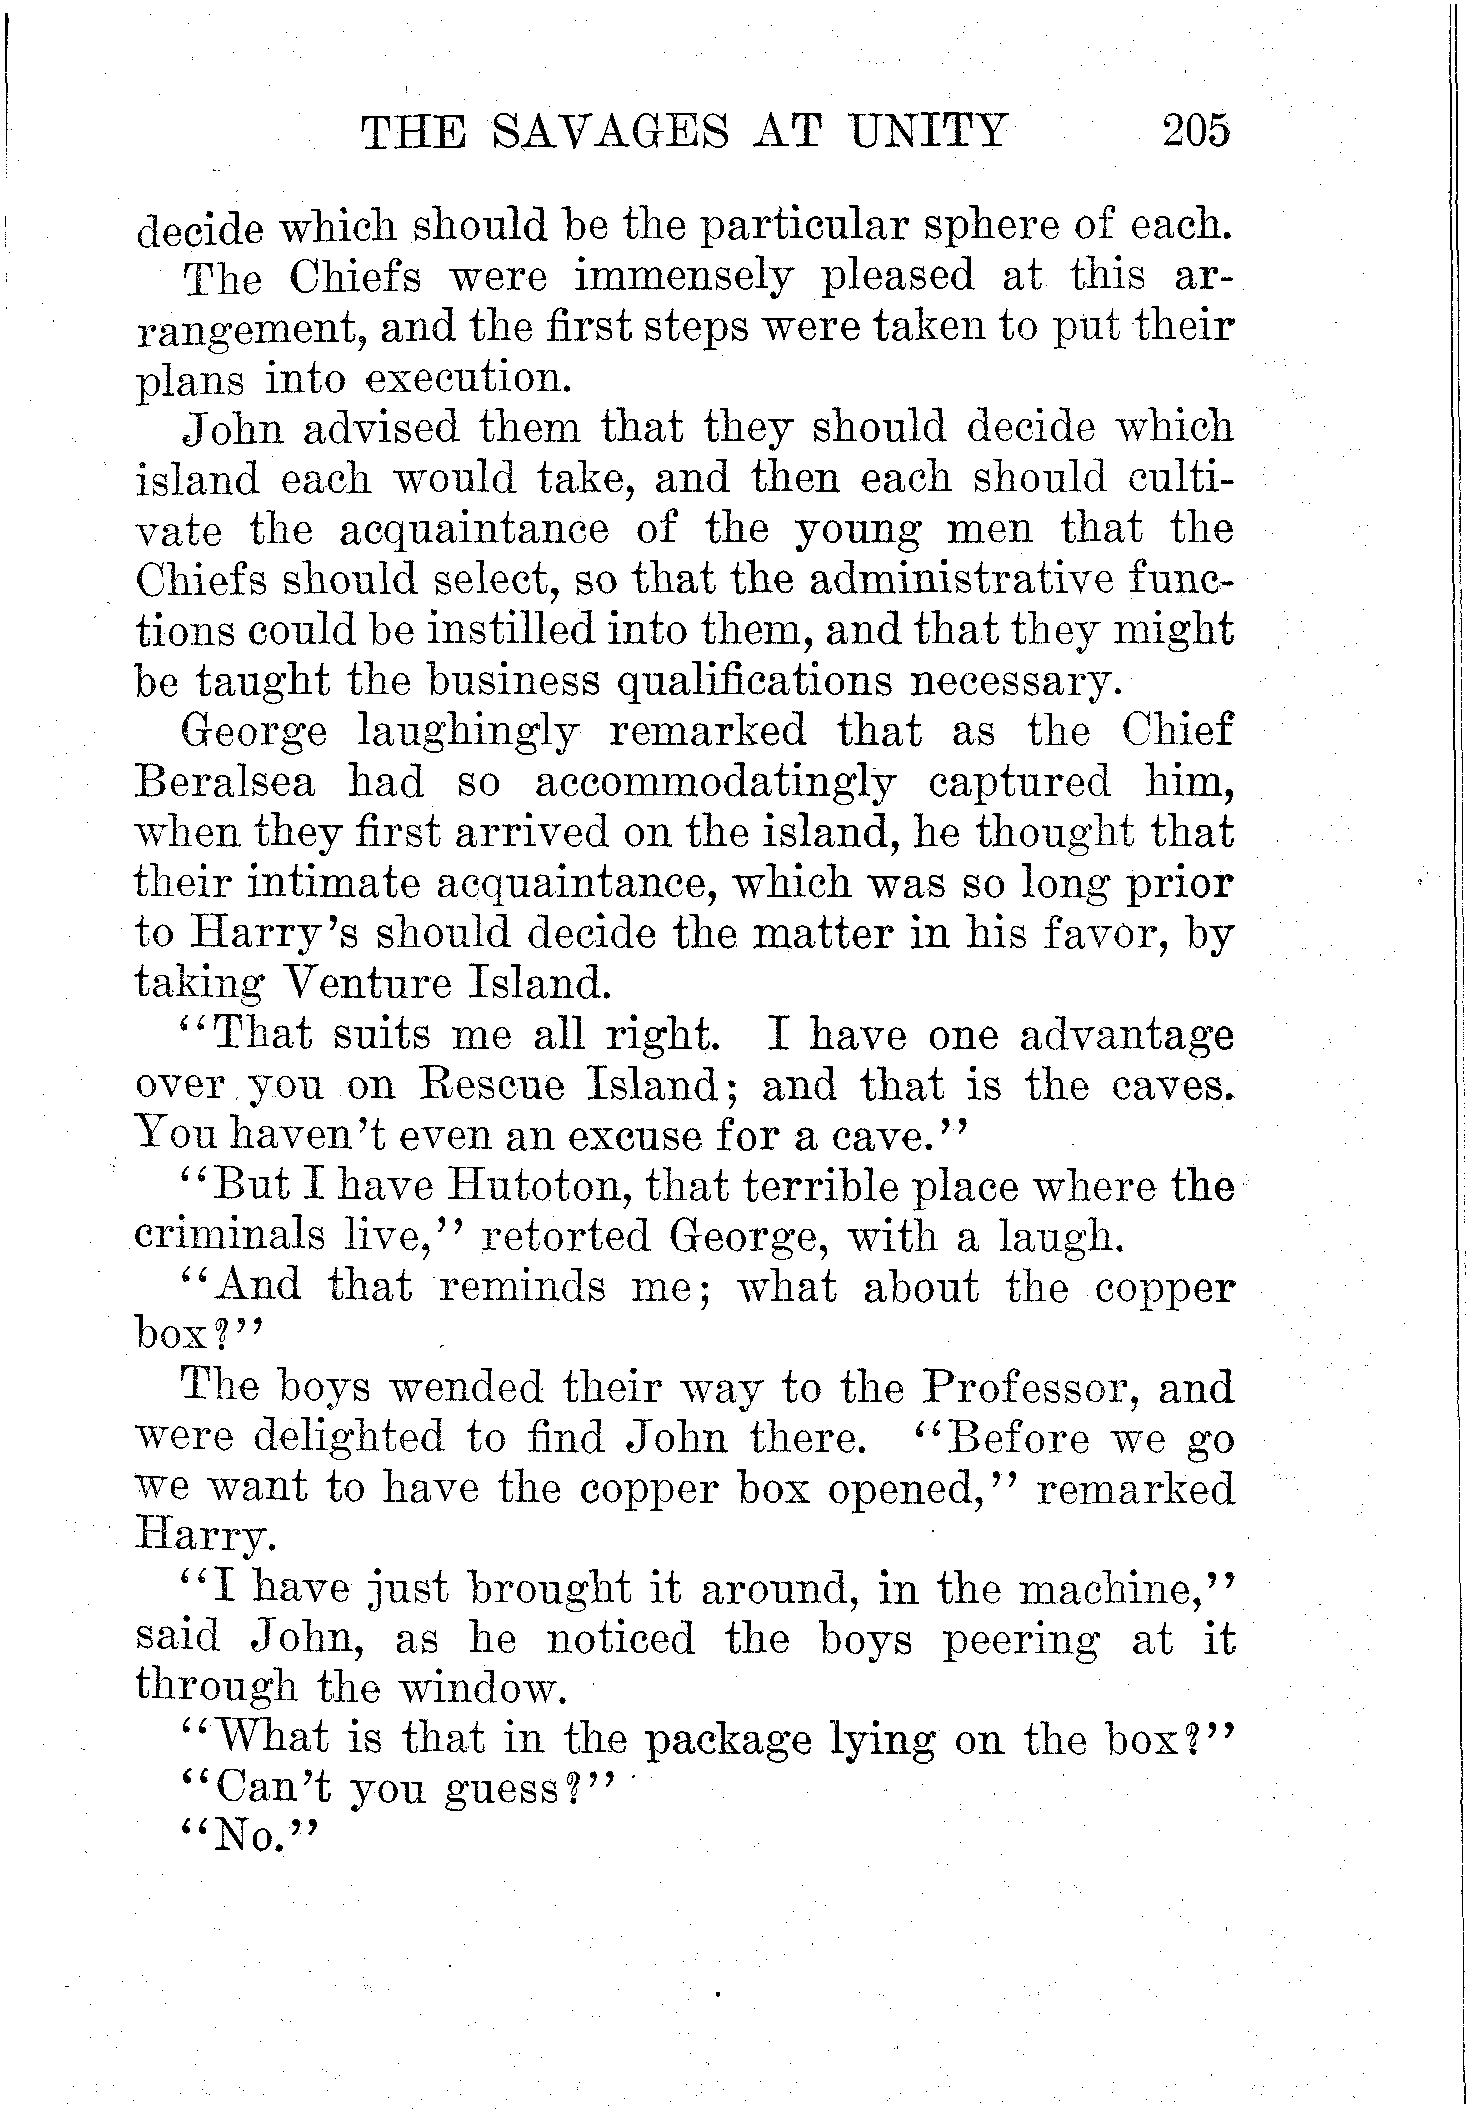 THE SAVAGES AT UNITY 205
decide which should be the particular sphere of each.
The Chiefs were immensely pleased at this ar-
rangement, and the first steps were taken to put their
plans into execution.
John advised them that they should decide which
island each would take, and then each should culti-
vate the acquaintance of the young men that the
Chiefs should select, so that the administrative func-
tions could be instilled into them, and that they might
be taught the business qualifications necessary.
George laughingly remarked that as the Chief
Beralsea had so accommodatingly captured him,
when they first arrived on the island, he thought that
their intimate acquaintance, which was so long prior
to Harry's should decide the matter in his favor, by
taking Venture Island.
"That suits me all right. I have one advantage
over you on Rescue Island; and that is the caves.
You haven't even an excuse for a cave."
"But I have Hutoton, that terrible place where the
criminals live," retorted George, with a laugh.
"And that reminds me; what about the copper
box?"
The boys wended their way to the Professor, and
were delighted to find John there. "Before we go
we want to have the copper box opened," remarked
Harry.
"I have just brought it around, in the machine,"
said John, as he noticed the boys peering at it
through the window.
"What is that in the package lying on the box?"
"Can't you guess?"
"No."